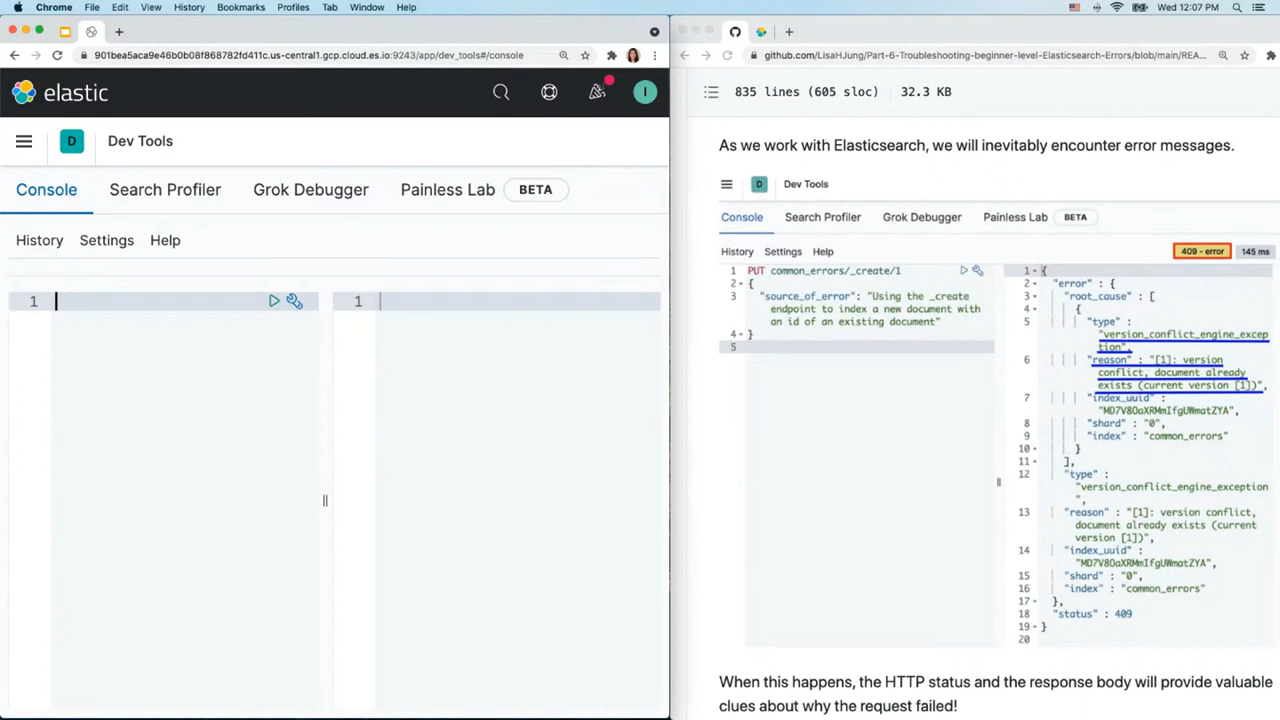 Chrome File Edit View History Bookmarks Profiles Tab Window Help
Wed 12:07 PM
901bea5aca9e46b0b08f868782fd411c.us-central1.gcp.cloud.es.io:9243/app/dev_tools#/console
elastic
I
D
Dev Tools
Console Search Profiler Grok Debugger Painless Lab BETA
History Settings Help
1
1
github.com/LisaHJung/Part-6-Troubleshooting-beginner-level-Elasticsearch-Errors/blob/main/REA...
835 lines (605 sloc) 32.3 KB
As we work with Elasticsearch, we will inevitably encounter error messages.
D
Dev Tools
Console Search Profiler Grok Debugger Painless Lab BETA
History Settings Help
409 - error 145 ms
1 PUT common_errors/_create/1
2 {
3 "source_of_error": "Using the _create
endpoint to index a new document with
an id of an existing document"
4 }
5
1 {
2 "error" : {
3 "root_cause" : [
4 {
5 "type" :
"version_conflict_engine_excep
tion",
6 "reason" : "[1]: version
conflict, document already
exists (current version [1])",
7 "index_uuid" :
"MD7V8OaXRMmIfgUWmatZYA",
8 "shard" : "0",
9 "index" : "common_errors"
10 }
11 ],
12 "type" :
"version_conflict_engine_exception
",
13 "reason" : "[1]: version conflict,
document already exists (current
version [1])",
14 "index_uuid" :
"MD7V8OaXRMmIfgUWmatZYA",
15 "shard" : "0",
16 "index" : "common_errors"
17 },
18 "status" : 409
19 }
20
When this happens, the HTTP status and the response body will provide valuable
clues about why the request failed!